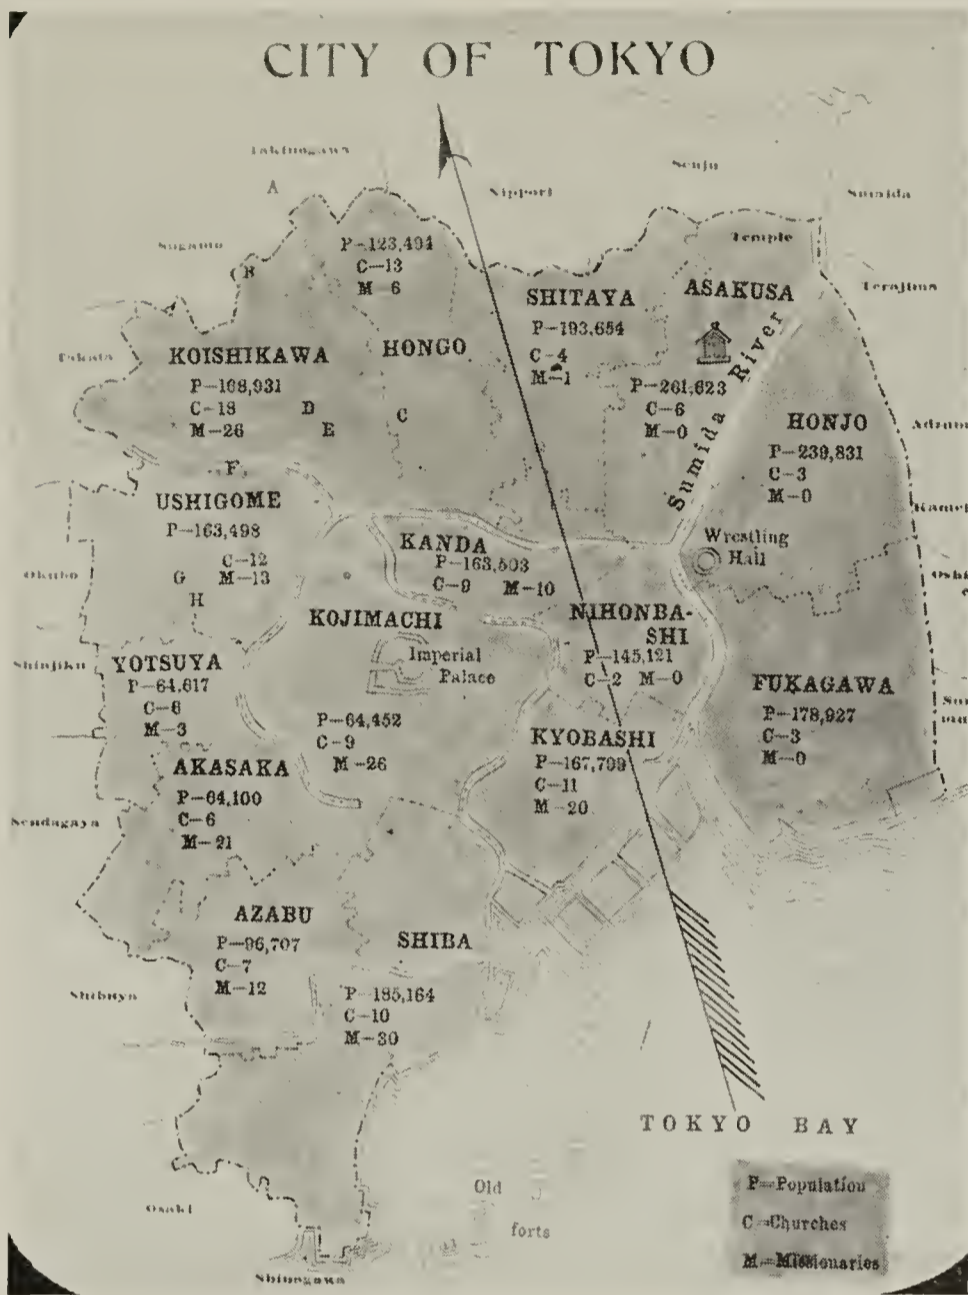 CITY OF TOKYO
Takinogawa
A
Nippori
Senju
Sumida
Sugamo
B
Temple
Terajima
P—123,494
C—13
M—6
HONGO
SHITAYA
P—193,654
C—4
M—1
ASAKUSA
P—261,623
C—6
M—0
Sumida River
KOISHIKAWA
P—168,931
C—18
M—26
D
E
C
F
HONJO
P—239,831
C—3
M—0
Wrestling
Hall
USHIGOME
P—163,498
C—12
M—13
G
H
Okubo
KANDA
P—163,503
C—9 M—10
KOJIMACHI
Imperial
Palace
P—64,452
C—9
M—26
NIHONBA-
SHI
P—145,121
C—2 M—0
Shinjiku
YOTSUYA
P—64,617
C—6
M—3
FUKAGAWA
P—178,927
C—3
M—0
KYOBASHI
P—167,799
C—11
M—20
AKASAKA
P—64,100
C—6
M—21
Sendagaya
AZABU
P—96,707
C—7
M—12
SHIBA
P—185,164
C—10
M—30
Shibuya
TOKYO BAY
Osaki
Old
forts
Shinagawa
P—Population
C—Churches
M—Missionaries